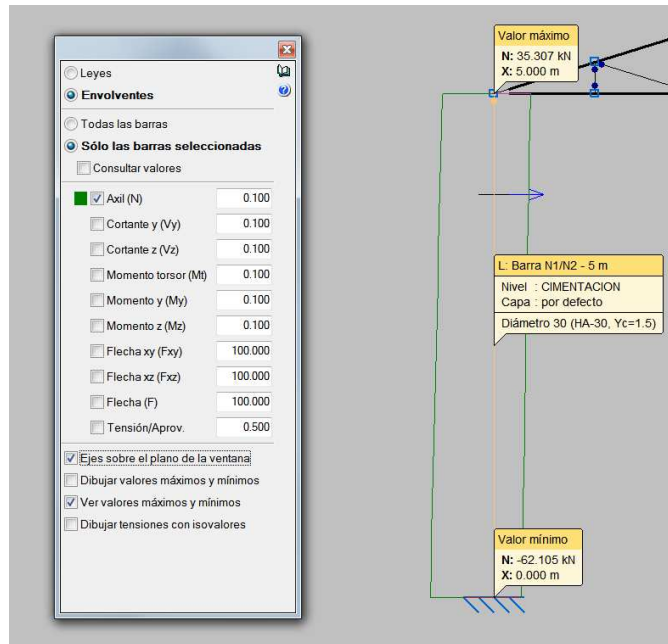 Leyes
Envolventes
Todas las barras
Sólo las barras seleccionadas
Consultar valores
Axil (N) 0.100
Cortante y (Vy) 0.100
Cortante z (Vz) 0.100
Momento torsor (Mt) 0.100
Momento y (My) 0.100
Momento z (Mz) 0.100
Flecha xy (Fxy) 100.000
Flecha xz (Fxz) 100.000
Flecha (F) 100.000
Tensión/Aprov. 0.500
Ejes sobre el plano de la ventana
Dibujar valores máximos y mínimos
Ver valores máximos y mínimos
Dibujar tensiones con isovalores
Valor máximo
N: 35.307 kN
X: 5.000 m
L: Barra N1/N2 - 5 m
Nivel : CIMENTACION
Capa : por defecto
Diámetro 30 (HA-30, Yc=1.5)
Valor mínimo
N: -62.105 kN
X: 0.000 m